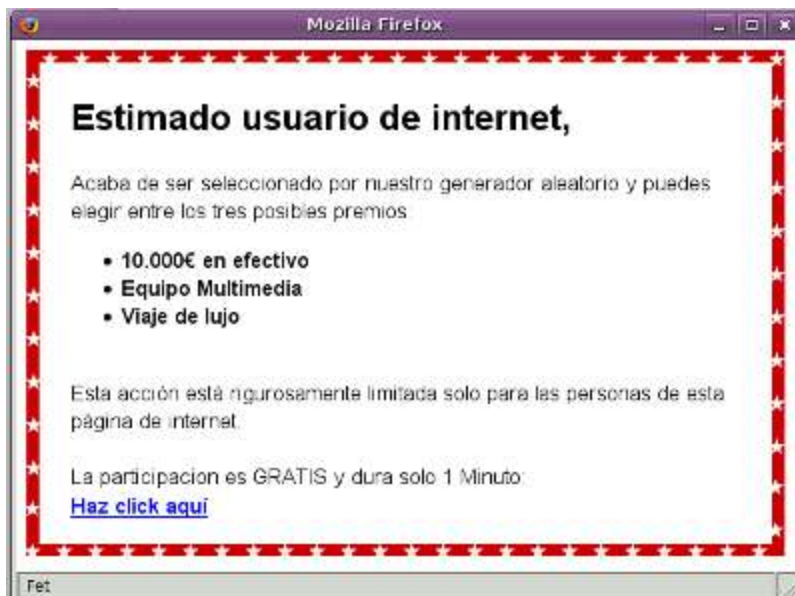 Mozilla Firefox
Estimado usuario de internet,
Acaba de ser seleccionado por nuestro generador aleatorio y puedes
elegir entre los tres posibles premios:
• 10.000€ en efectivo
• Equipo Multimedia
• Viaje de lujo
Esta acción está rigurosamente limitada solo para las personas de esta
página de internet.
La participacion es GRATIS y dura solo 1 Minuto:
Haz click aquí
Fet